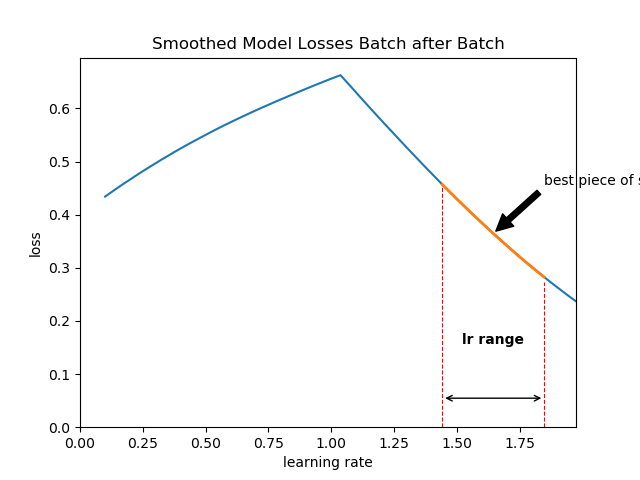 Smoothed Model Losses Batch after Batch
0.6
0.5
0.4
0.3
0.2
0.1
0.0
loss
best piece of
lr range
0.00 0.25 0.50 0.75 1.00 1.25 1.50 1.75
learning rate